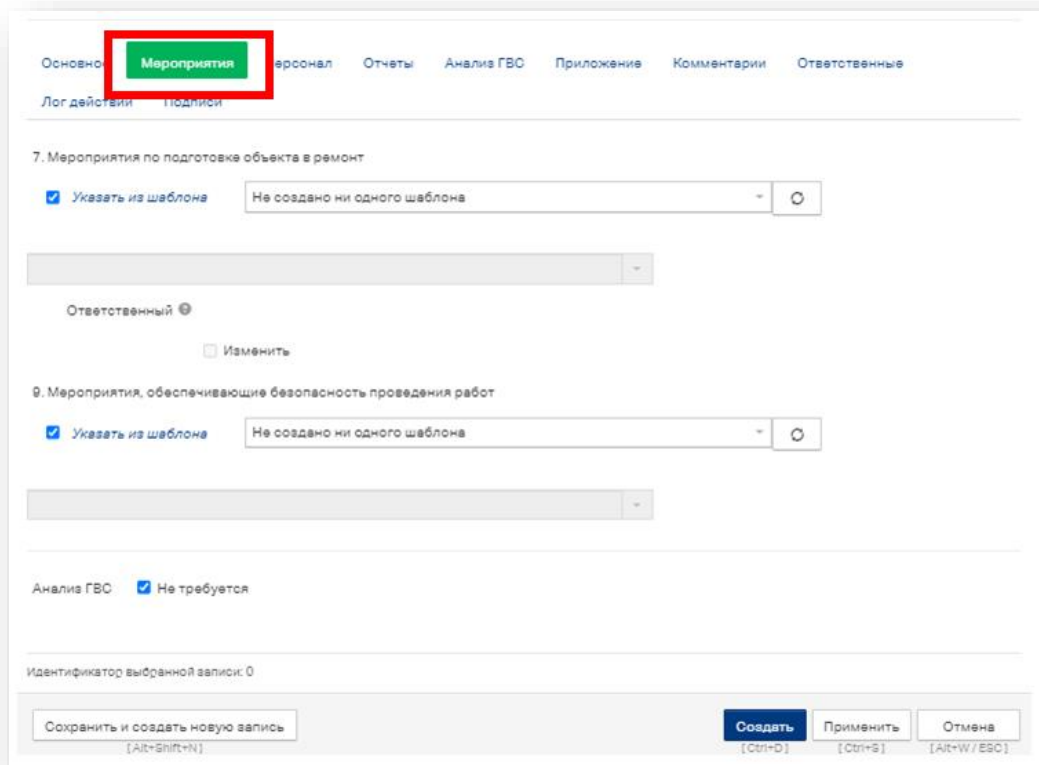 Основно Мероприятия ерсонал Отчеты Анализ ГВС Приложение Комментарии Ответственные
Лог действий Подписи
7. Мероприятия по подготовке объекта в ремонт
Указать из шаблона Не создано ни одного шаблона
Ответственный
Изменить
9. Мероприятия, обеспечивающие безопасность проведения работ
Указать из шаблона Не создано ни одного шаблона
Анализ ГВС Не требуется
Идентификатор выбранной записи: 0
Сохранить и создать новую запись Создать Применить Отмена
[Alt+Shift+N] [Ctrl+D] [Ctrl+S] [Alt+W / ESC]